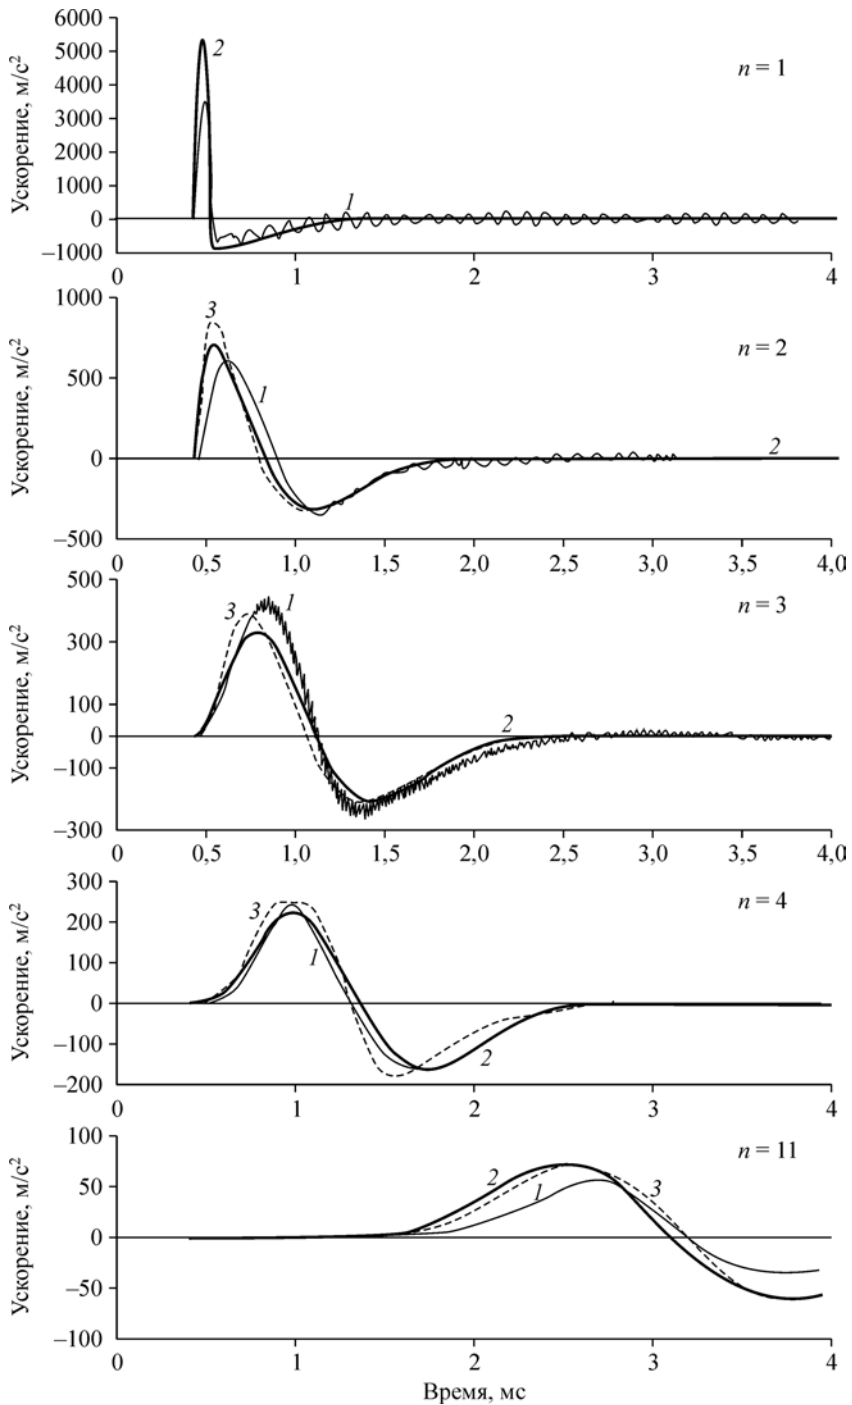 Ускорение, м/с²
6000
5000
4000
3000
2000
1000
0
–1000
2
1
n = 1
0 1 2 3 4
Ускорение, м/с²
1000
500
0
–500
3
1
2
n = 2
0 0,5 1,0 1,5 2,0 2,5 3,0 3,5 4,0
Ускорение, м/с²
500
300
100
0
–100
–300
3
1
2
n = 3
0 0,5 1,0 1,5 2,0 2,5 3,0 3,5 4,0
Ускорение, м/с²
300
200
100
0
–100
–200
3
1
2
n = 4
0 1 2 3 4
Ускорение, м/с²
100
50
0
–50
–100
2
1
3
n = 11
0 1 2 3 4
Время, мс